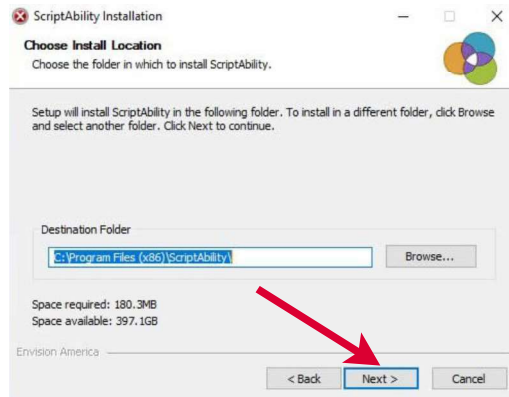 ScriptAbility Installation
Choose Install Location
Choose the folder in which to install ScriptAbility.
Setup will install ScriptAbility in the following folder. To install in a different folder, click Browse
and select another folder. Click Next to continue.
Destination Folder
C:\Program Files (x86)\ScriptAbility\
Browse...
Space required: 180.3MB
Space available: 397.1GB
Envision America
< Back
Next >
Cancel